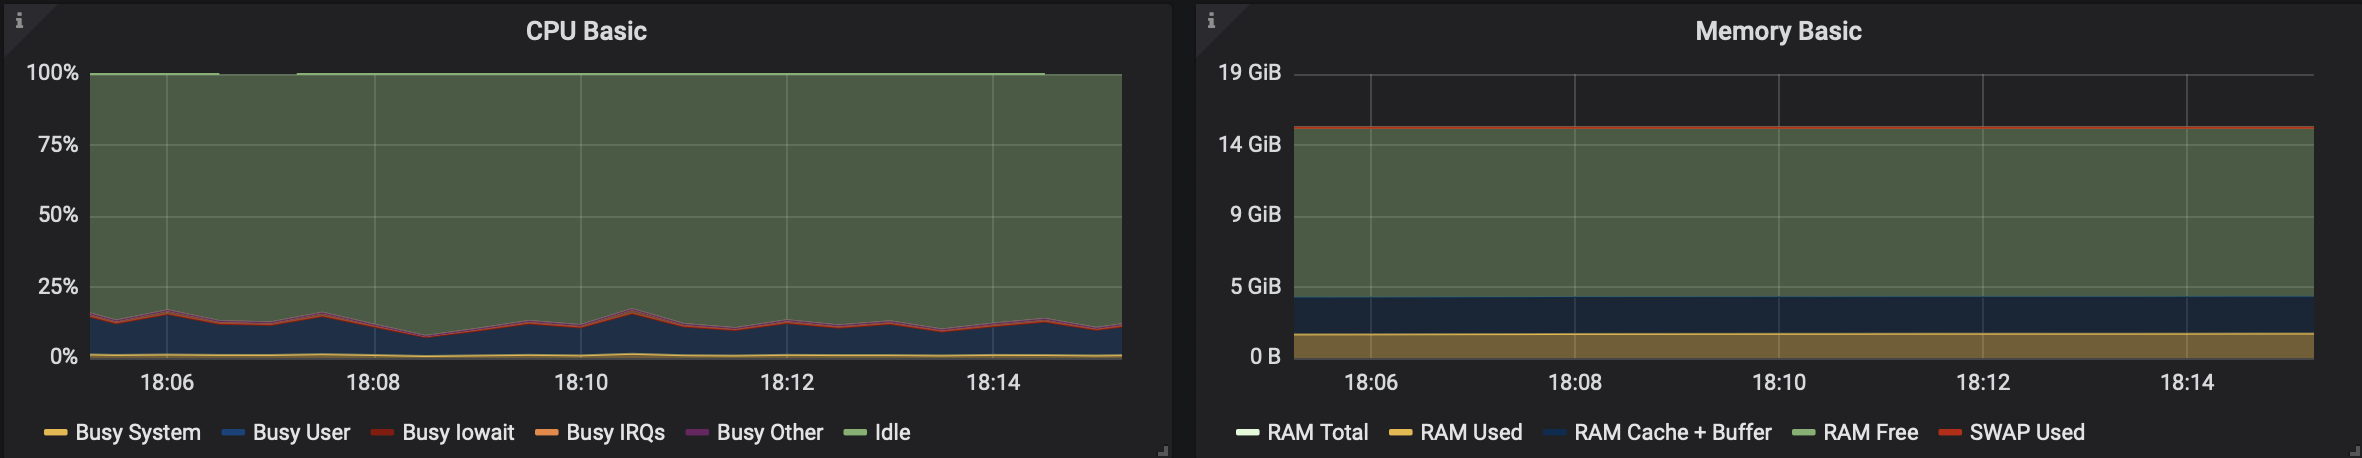 CPU Basic
100%
75%
50%
25%
0%
18:06 18:08 18:10 18:12 18:14
Busy System Busy User Busy Iowait Busy IRQs Busy Other Idle
Memory Basic
19 GiB
14 GiB
9 GiB
5 GiB
0 B
18:06 18:08 18:10 18:12 18:14
RAM Total RAM Used RAM Cache + Buffer RAM Free SWAP Used